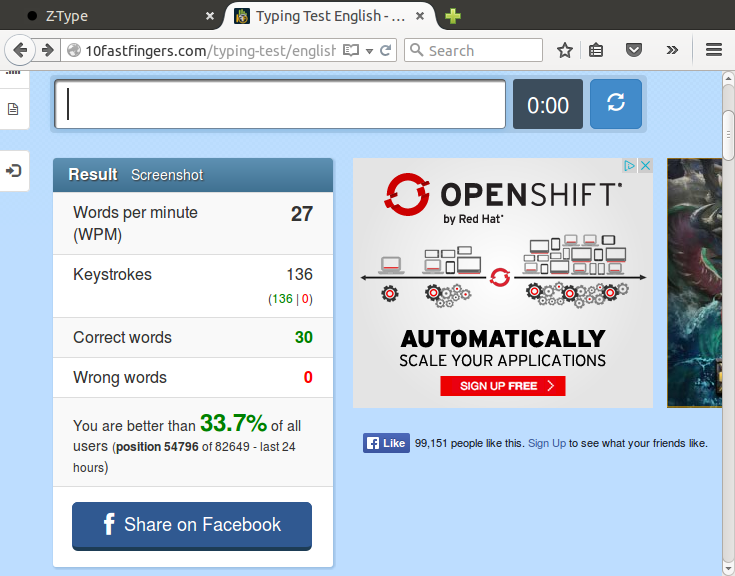 Z-Type
Typing Test English - ...
10fastfingers.com/typing-test/english
Search
0:00
Result Screenshot
Words per minute
(WPM)
27
Keystrokes 136
(136 | 0)
Correct words 30
Wrong words 0
You are better than 33.7% of all
users (position 54796 of 82649 - last 24
hours)
f Share on Facebook
OPENSHIFT
by Red Hat
AUTOMATICALLY
SCALE YOUR APPLICATIONS
SIGN UP FREE >
f Like 99,151 people like this. Sign Up to see what your friends like.